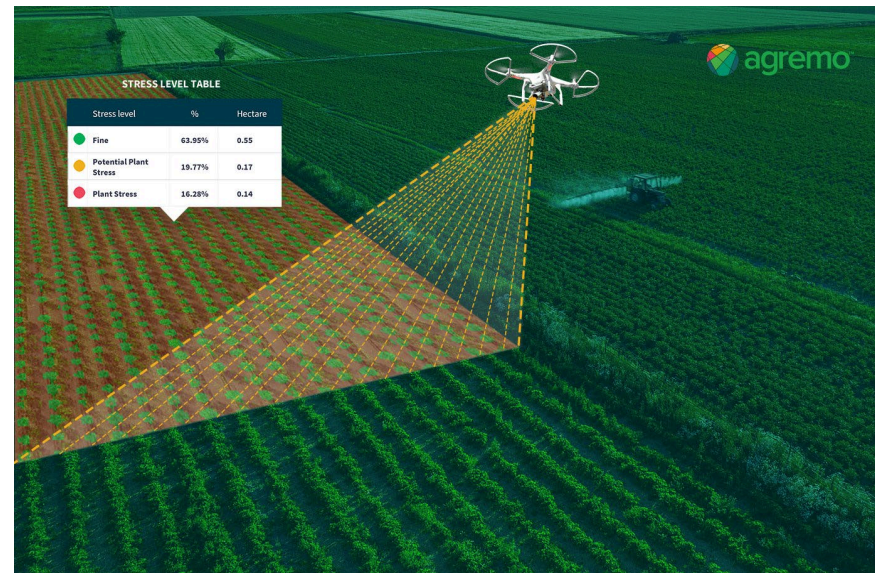 agremo
STRESS LEVEL TABLE
Stress level % Hectare
Fine 63.95% 0.55
Potential Plant
Stress 19.77% 0.17
Plant Stress 16.28% 0.14